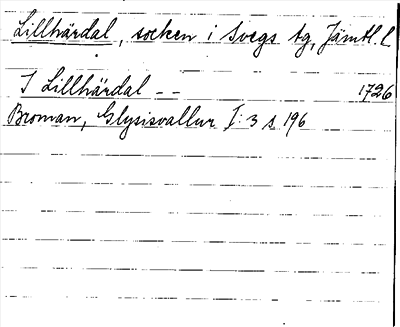 Lillhärdal, socken i Svegs tg, Jämtl. l
I Lillhärdal -- 1726
Broman, Glysisvallur I:3 s 196